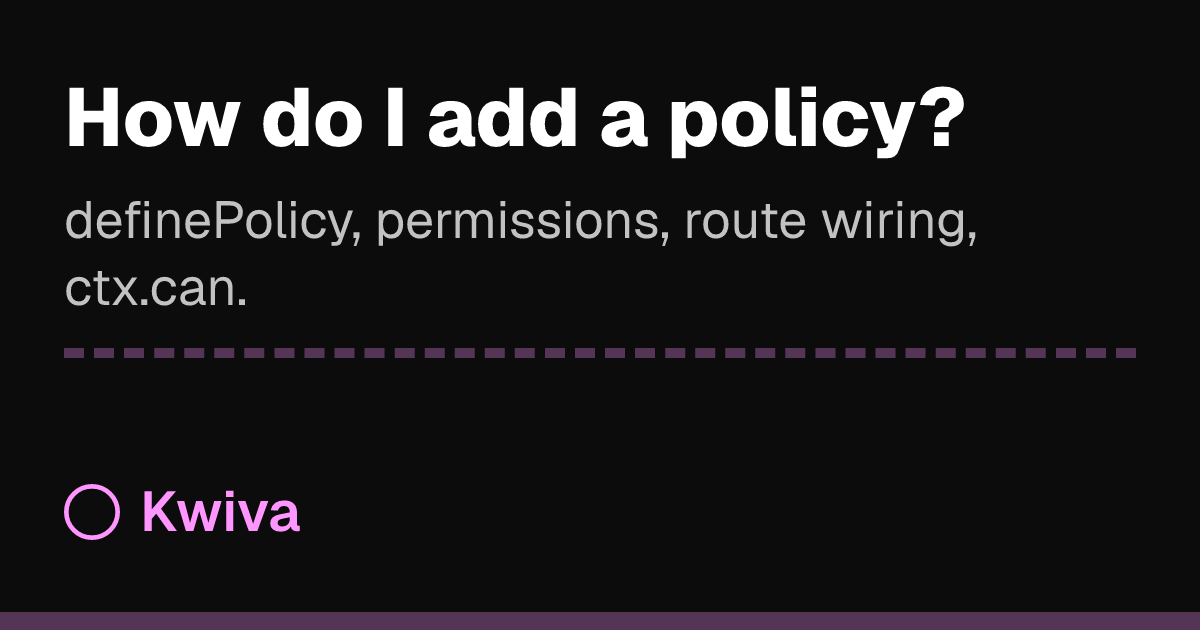 How do I add a policy?
definePolicy, permissions, route wiring,
ctx.can.
Kwiva